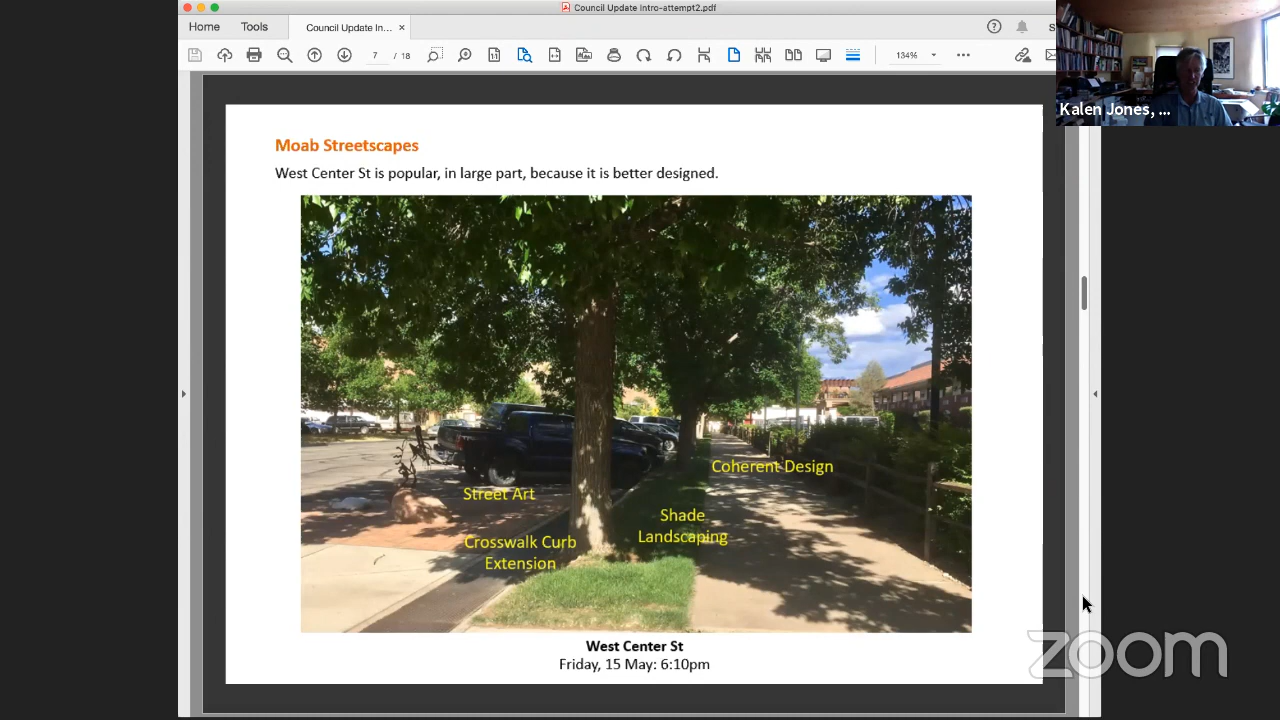 Council Update Intro-attempt2.pdf
Home
Tools
Council Update In...
×
7
/ 18
134%
Kalen Jones, ...
Moab Streetscapes
West Center St is popular, in large part, because it is better designed.
Coherent Design
Street Art
Shade
Landscaping
Crosswalk Curb
Extension
West Center St
Friday, 15 May: 6:10pm
zoom